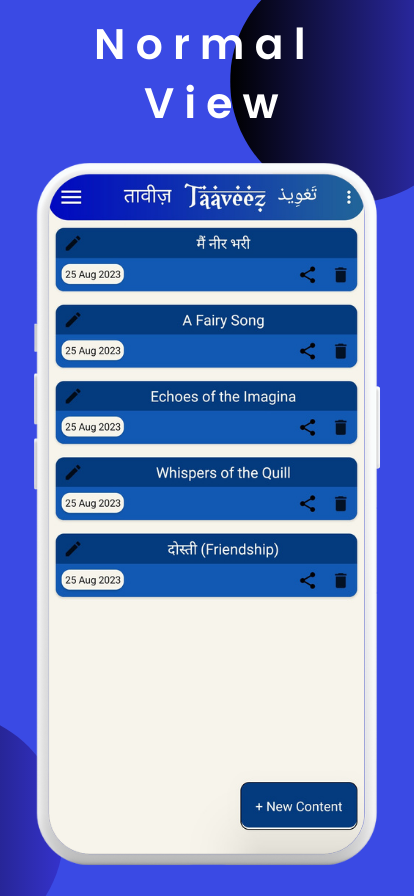 Normal
View
तावीज़ Taaveez تَعْوِیذ
मैं नीर भरी
25 Aug 2023
A Fairy Song
25 Aug 2023
Echoes of the Imagina
25 Aug 2023
Whispers of the Quill
25 Aug 2023
दोस्ती (Friendship)
25 Aug 2023
+ New Content